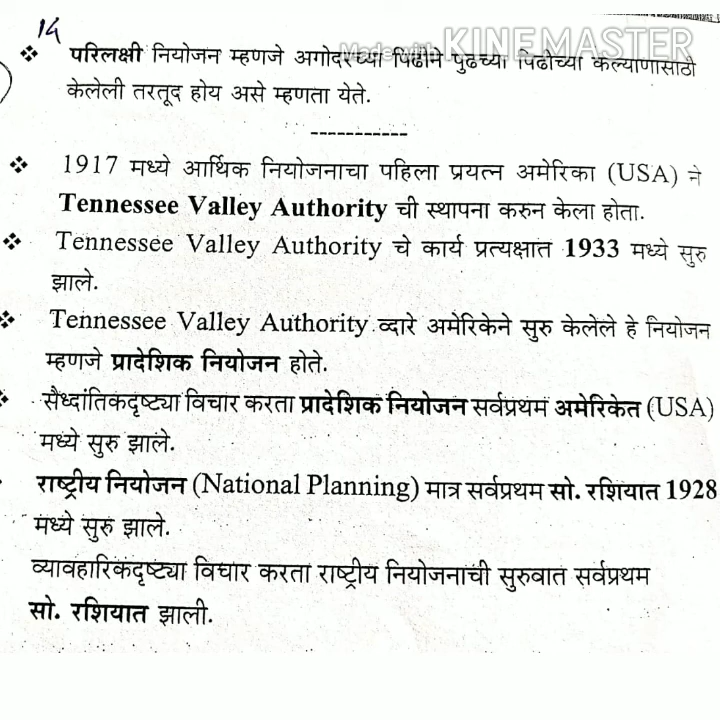 14
Made with KINEMASTER
❖ परिलक्षी नियोजन म्हणजे अगोदरच्या पिढीने पुढच्या पिढीच्या कल्याणासाठी
केलेली तरतूद होय असे म्हणता येते.
-----------
❖ 1917 मध्ये आर्थिक नियोजनाचा पहिला प्रयत्न अमेरिका (USA) ने
Tennessee Valley Authority ची स्थापना करुन केला होता.
❖ Tennessee Valley Authority चे कार्य प्रत्यक्षात 1933 मध्ये सुरु
झाले.
❖ Tennessee Valley Authority व्दारे अमेरिकेने सुरु केलेले हे नियोजन
म्हणजे प्रादेशिक नियोजन होते.
❖ सैध्दांतिकदृष्ट्या विचार करता प्रादेशिक नियोजन सर्वप्रथम अमेरिकेत (USA)
मध्ये सुरु झाले.
राष्ट्रीय नियोजन (National Planning) मात्र सर्वप्रथम सो. रशियात 1928
मध्ये सुरु झाले.
व्यावहारिकदृष्ट्या विचार करता राष्ट्रीय नियोजनाची सुरुवात सर्वप्रथम
सो. रशियात झाली.